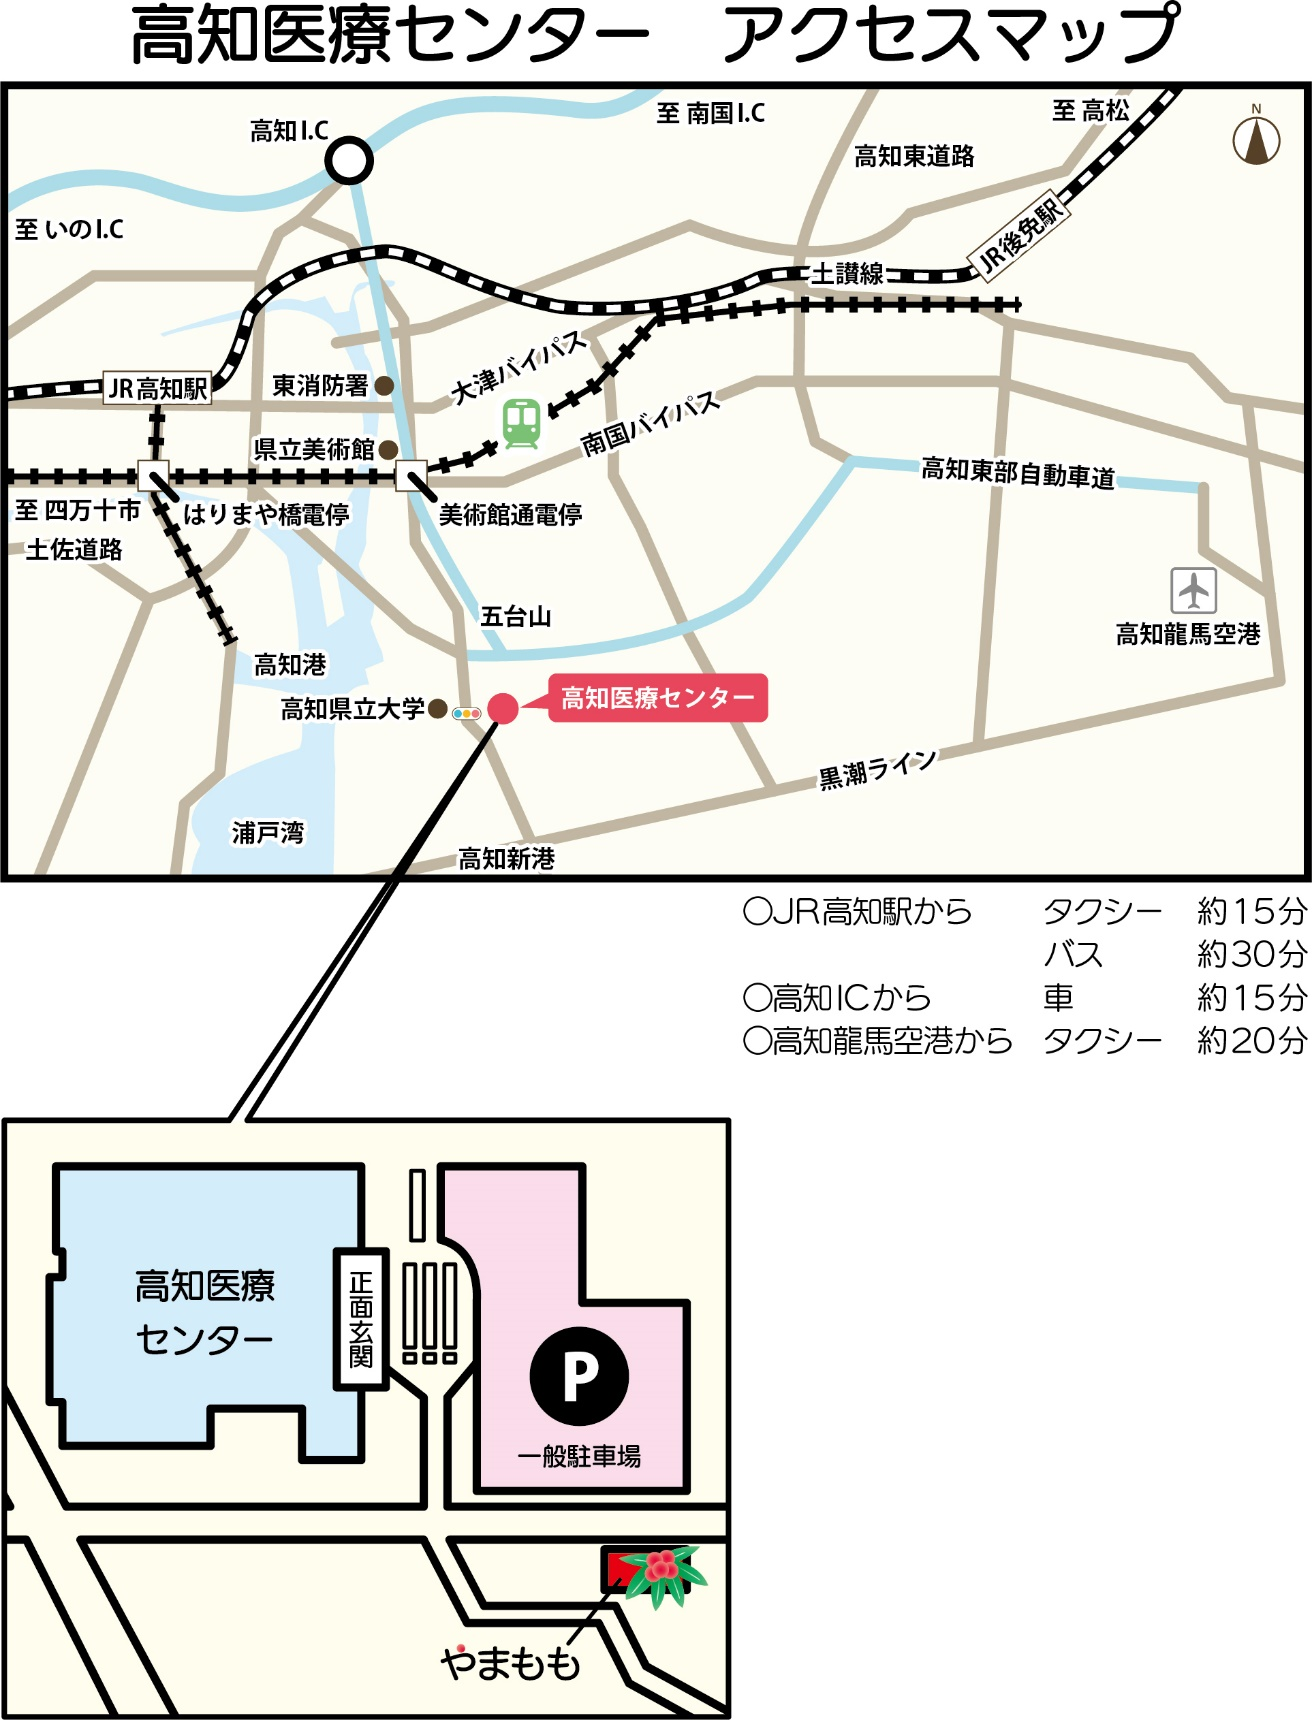 高知医療センター　アクセスマップ
高知I.C
至 南国I.C
至 高松
N
高知東道路
至 いのI.C
JR後免駅
土讃線
大津バイパス
JR高知駅
東消防署
南国バイパス
県立美術館
高知東部自動車道
至 四万十市
はりまや橋電停
美術館通電停
土佐道路
五台山
高知龍馬空港
高知港
高知県立大学
高知医療センター
黒潮ライン
浦戸湾
高知新港
○JR高知駅から　タクシー　約15分
バス　約30分
○高知ICから　車　約15分
○高知龍馬空港から　タクシー　約20分
高知医療
センター
正面玄関
P
一般駐車場
やまもも